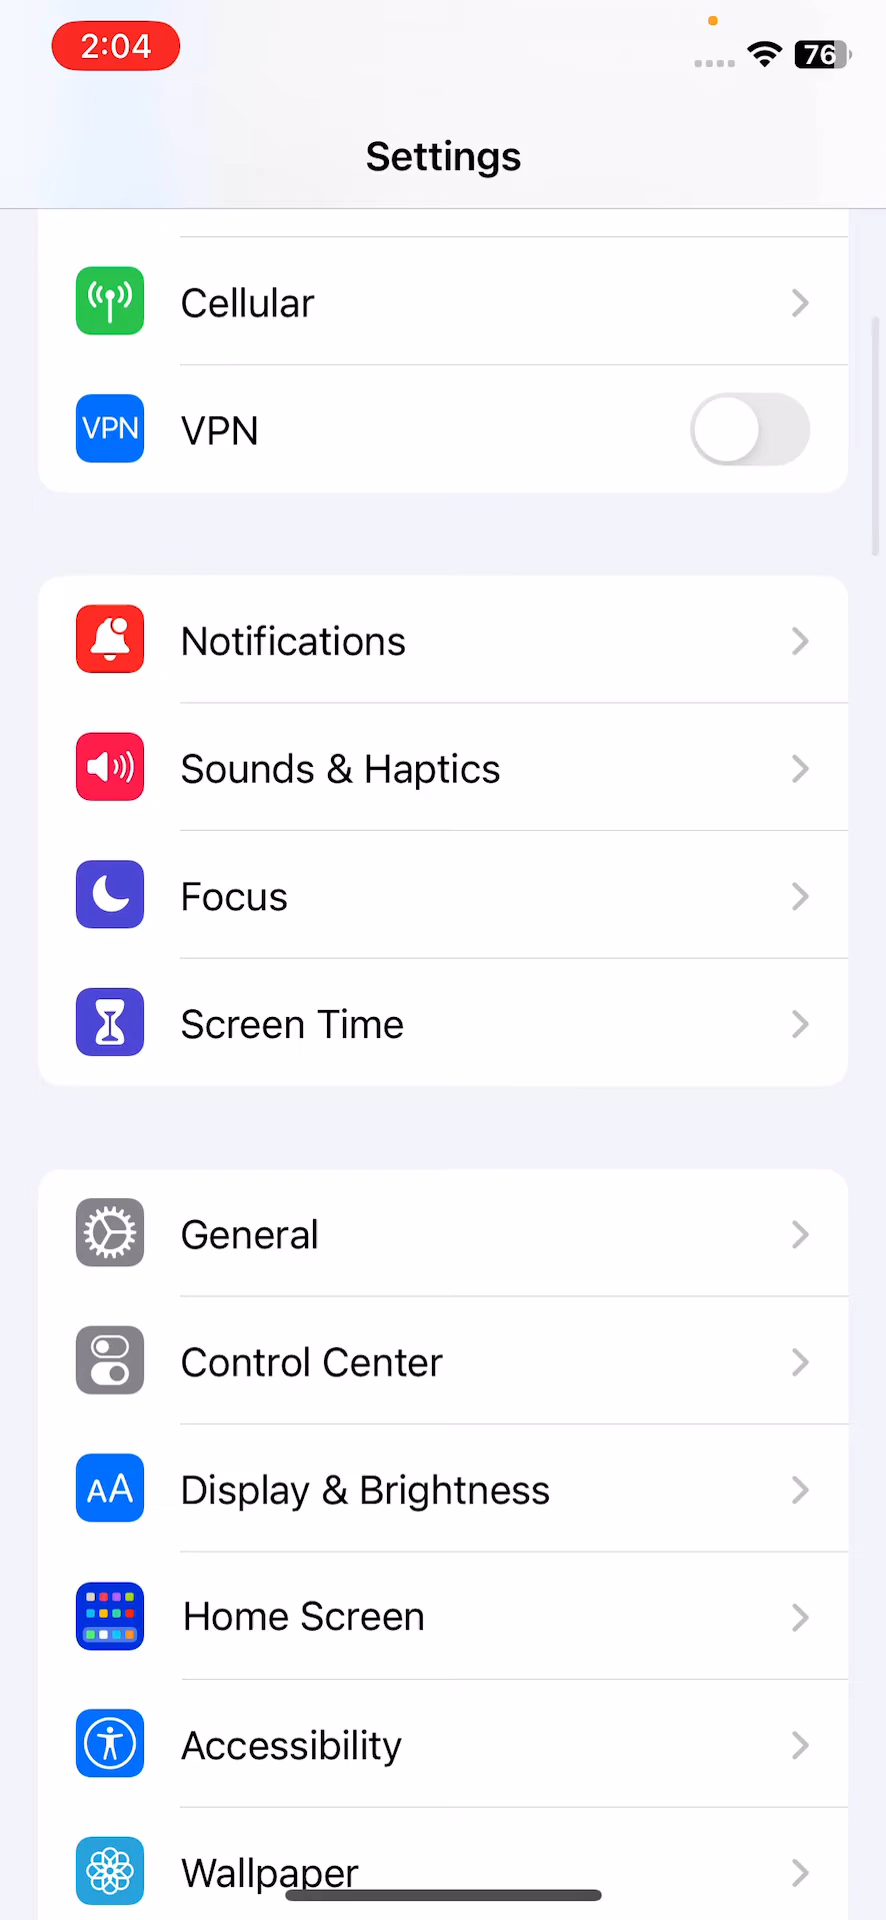 2:04
76
Settings
Cellular
VPN
VPN
Notifications
Sounds & Haptics
Focus
Screen Time
General
Control Center
AA
Display & Brightness
Home Screen
Accessibility
Wallpaper